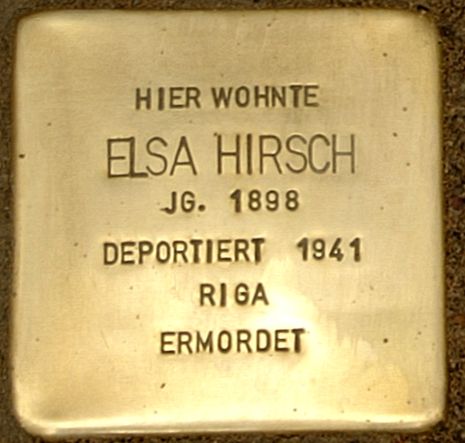 HIER WOHNTE
ELSA HIRSCH
JG. 1898
DEPORTIERT 1941
RIGA
ERMORDET